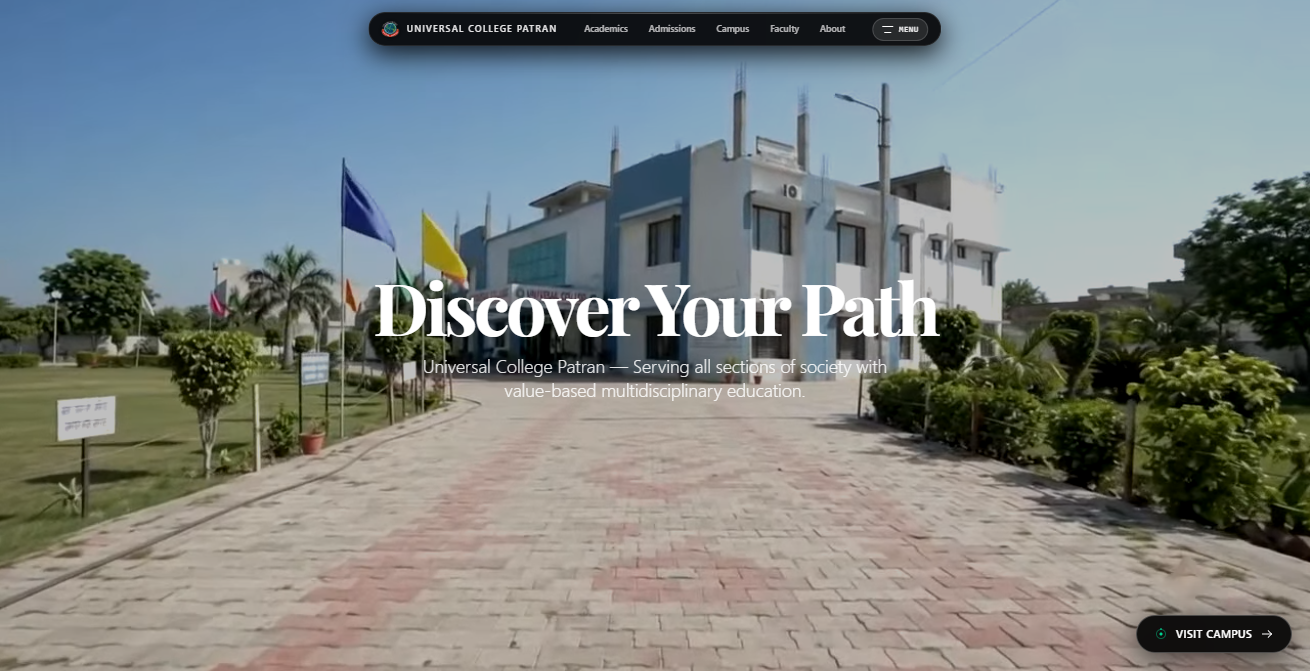 UNIVERSAL COLLEGE PATRAN
Academics
Admissions
Campus
Faculty
About
MENU
Discover Your Path
Universal College Patran — Serving all sections of society with
value-based multidisciplinary education.
VISIT CAMPUS